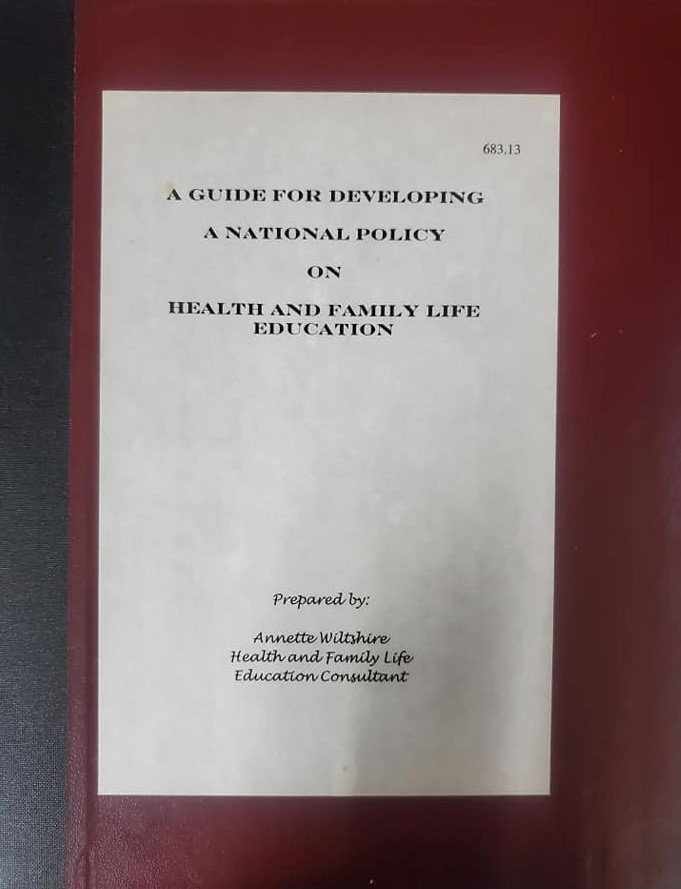 683.13
A GUIDE FOR DEVELOPING
A NATIONAL POLICY
ON
HEALTH AND FAMILY LIFE
EDUCATION
Prepared by:
Annette Wiltshire
Health and Family Life
Education Consultant